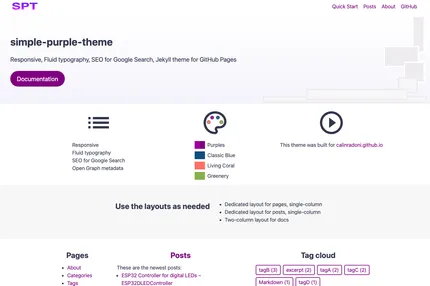 SPT
Quick Start Posts About GitHub
simple-purple-theme
Responsive, Fluid typography, SEO for Google Search, Jekyll theme for GitHub Pages
Documentation
Responsive
Fluid typography
SEO for Google Search
Open Graph metadata
Purples
Classic Blue
Living Coral
Greenery
This theme was built for calinradoni.github.io
Use the layouts as needed
Dedicated layout for pages, single-column
Dedicated layout for posts, single-column
Two-column layout for docs
Pages
About
Categories
Tags
Posts
These are the newest posts:
ESP32 Controller for digital LEDs –
ESP32DLEDController
Tag cloud
tagB (3) excerpt (2) tagA (2) tagC (2)
Markdown (1) tagD (1)